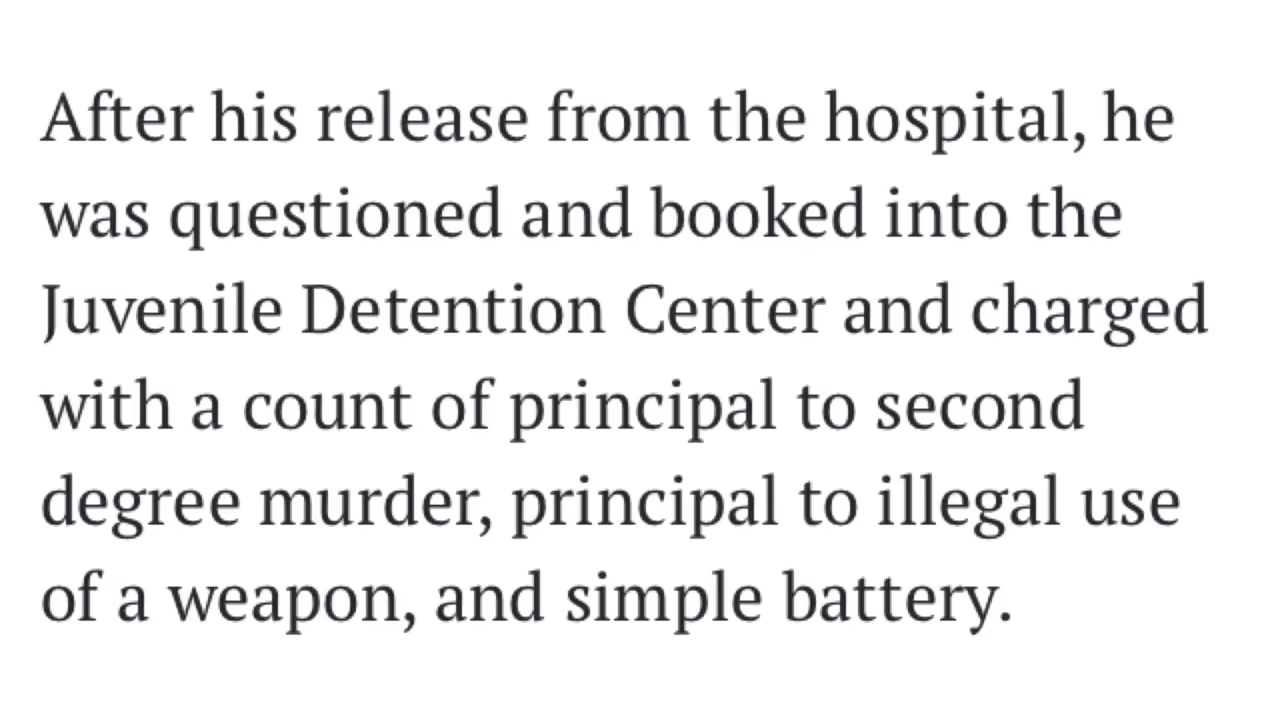 After his release from the hospital, he
was questioned and booked into the
Juvenile Detention Center and charged
with a count of principal to second
degree murder, principal to illegal use
of a weapon, and simple battery.